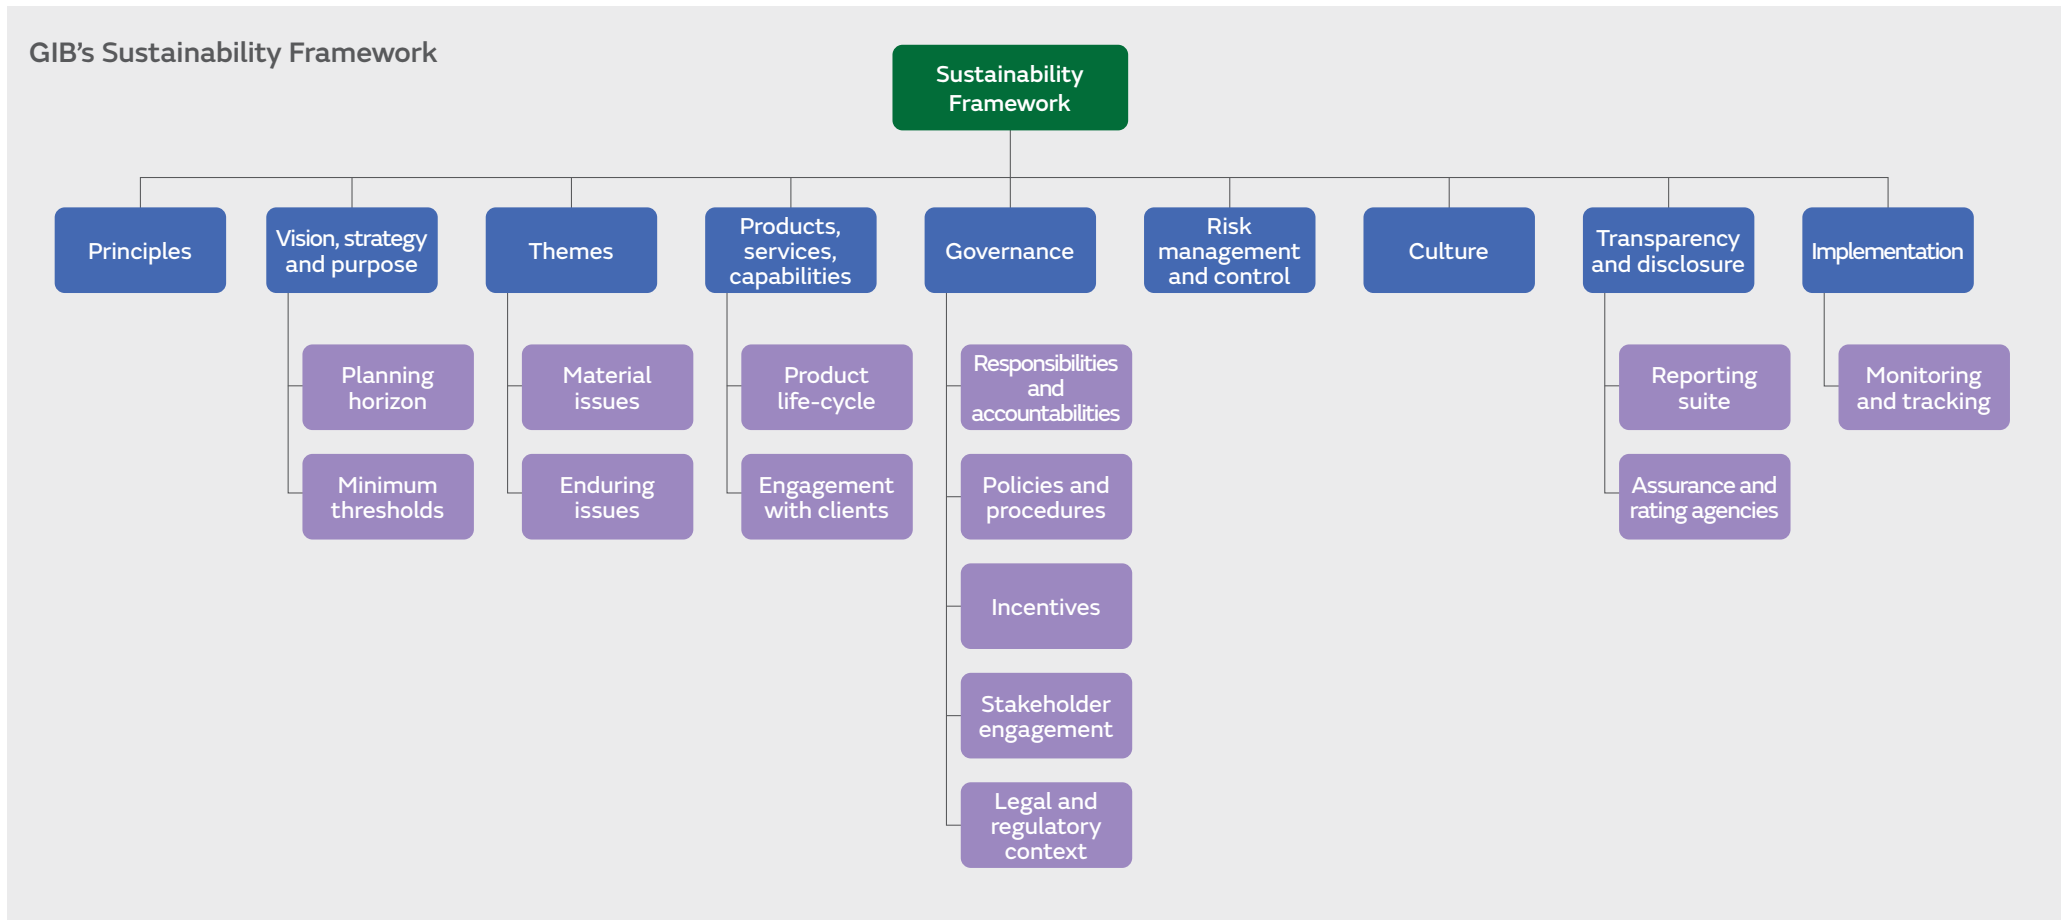 GIB’s Sustainability Framework
Sustainability
Framework
Principles
Vision, strategy
and purpose
Themes
Products,
services,
capabilities
Governance
Risk
management
and control
Culture
Transparency
and disclosure
Implementation
Planning
horizon
Minimum
thresholds
Material
issues
Enduring
issues
Product
life-cycle
Engagement
with clients
Responsibilities
and
accountabilities
Policies and
procedures
Incentives
Stakeholder
engagement
Legal and
regulatory
context
Reporting
suite
Assurance and
rating agencies
Monitoring
and tracking